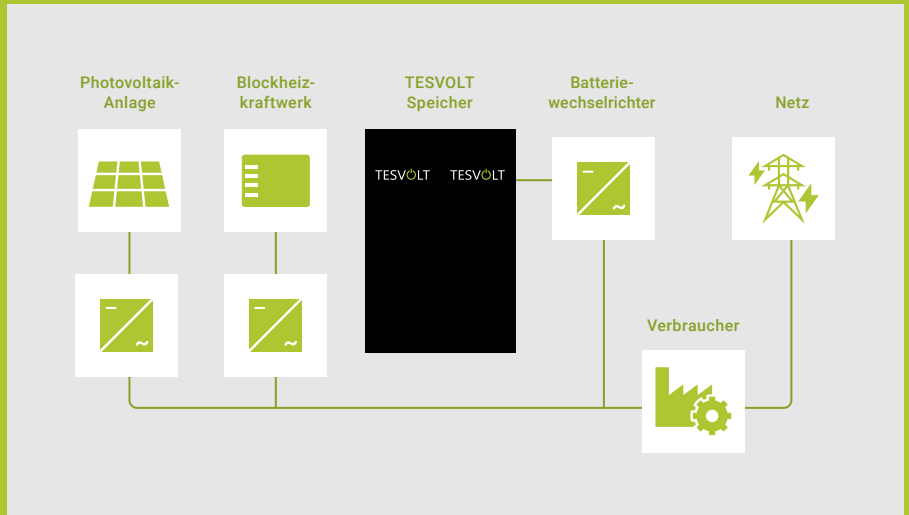 Photovoltaik-
Anlage
Blockheiz-
kraftwerk
TESVOLT
Speicher
Batterie-
wechselrichter
Netz
TESVOLT TESVOLT
Verbraucher